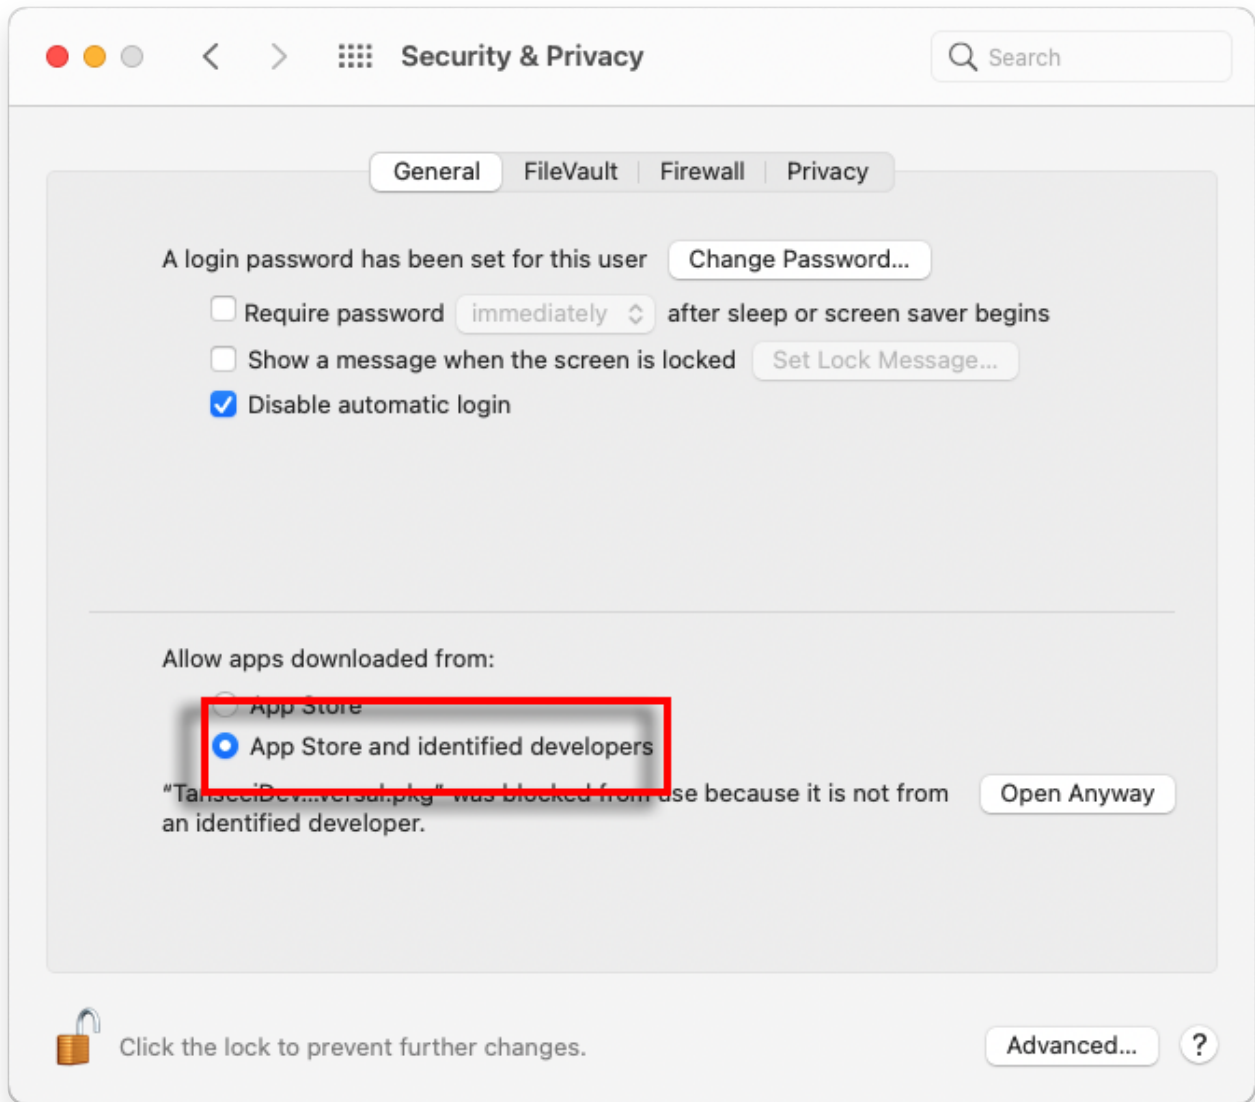 Security & Privacy
Search
General
FileVault
Firewall
Privacy
A login password has been set for this user
Change Password...
Require password
immediately
after sleep or screen saver begins
Show a message when the screen is locked
Set Lock Message...
Disable automatic login
Allow apps downloaded from:
App Store
App Store and identified developers
was blocked from use because it is not from
Open Anyway
an identified developer.
Click the lock to prevent further changes.
Advanced...
?